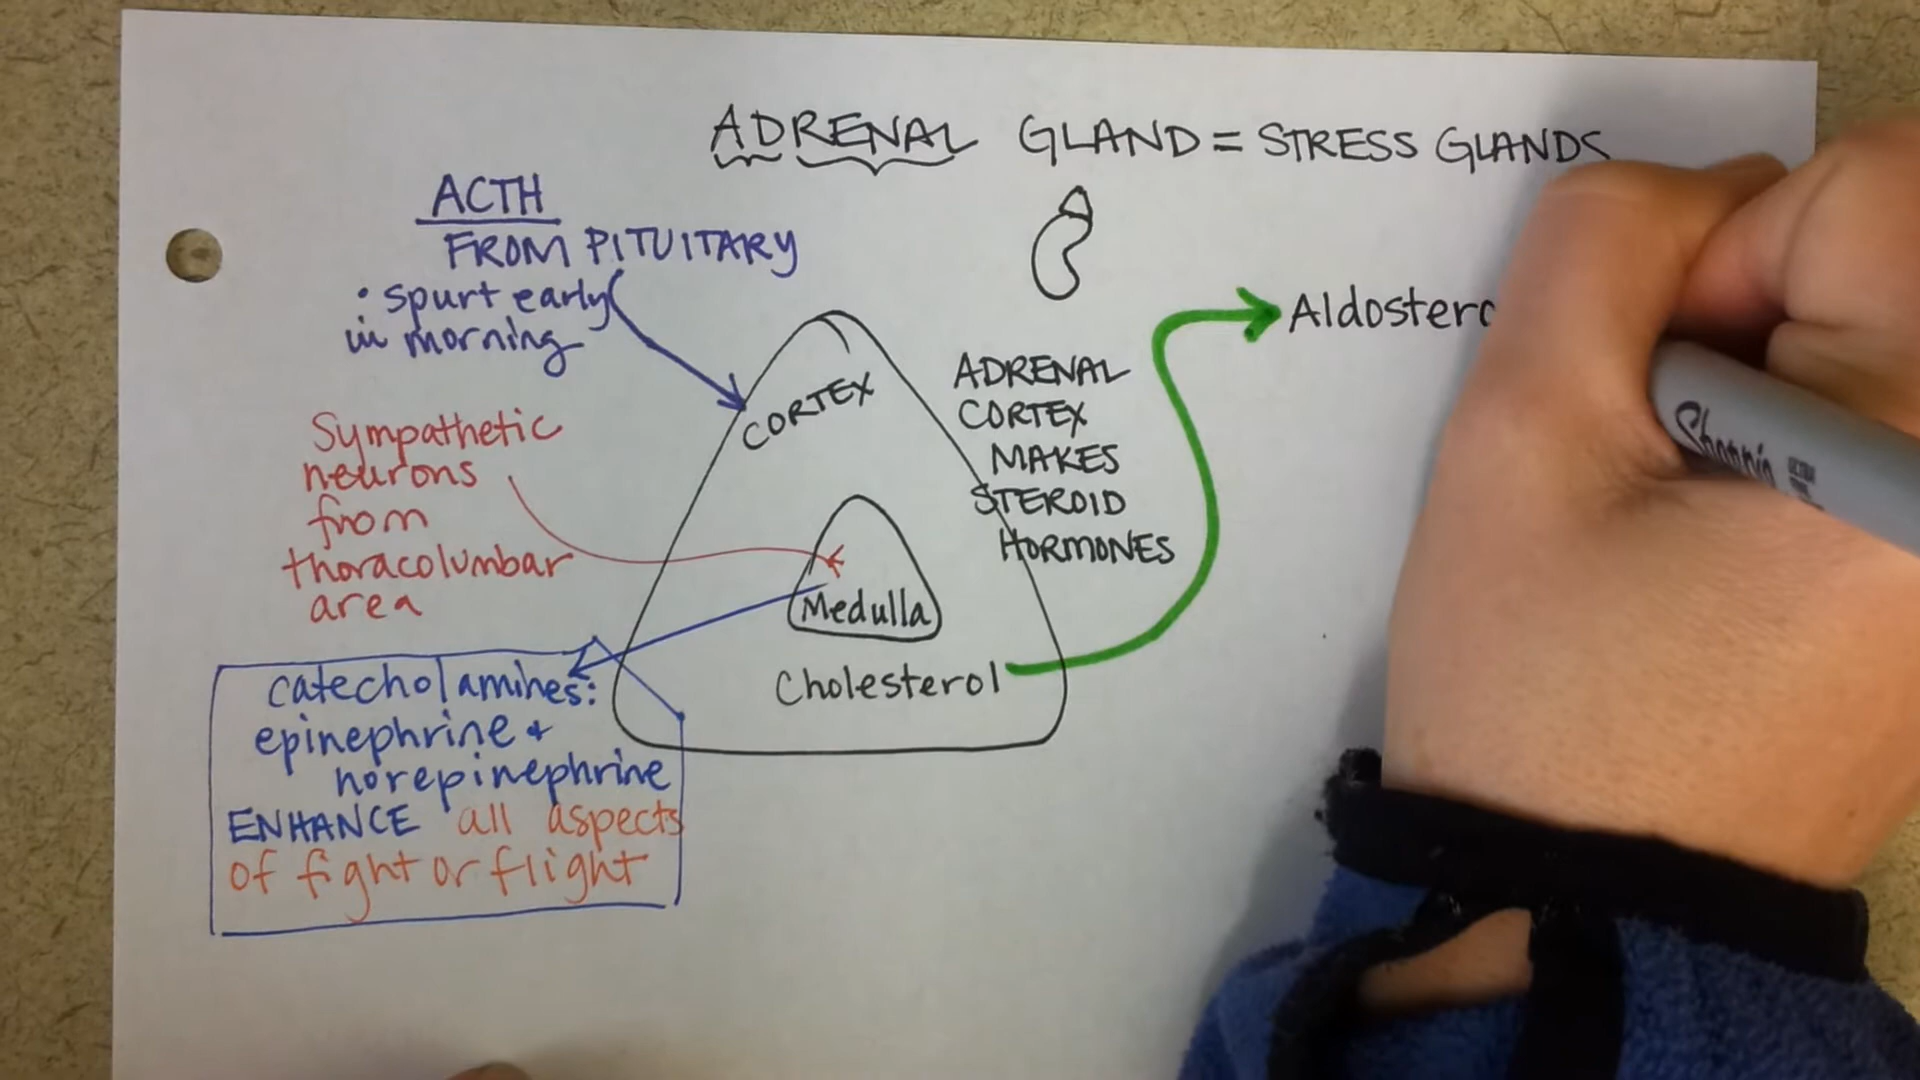 ADRENAL GLAND = STRESS GLANDS
ACTH
FROM PITUITARY
• spurt early
in morning
Sympathetic
neurons
from
thoracolumbar
area
CORTEX
Medulla
Cholesterol
ADRENAL
CORTEX
MAKES
STEROID
HORMONES
Aldostero
catecholamines:
epinephrine +
norepinephrine
ENHANCE all aspects
of fight or flight
Sharpie